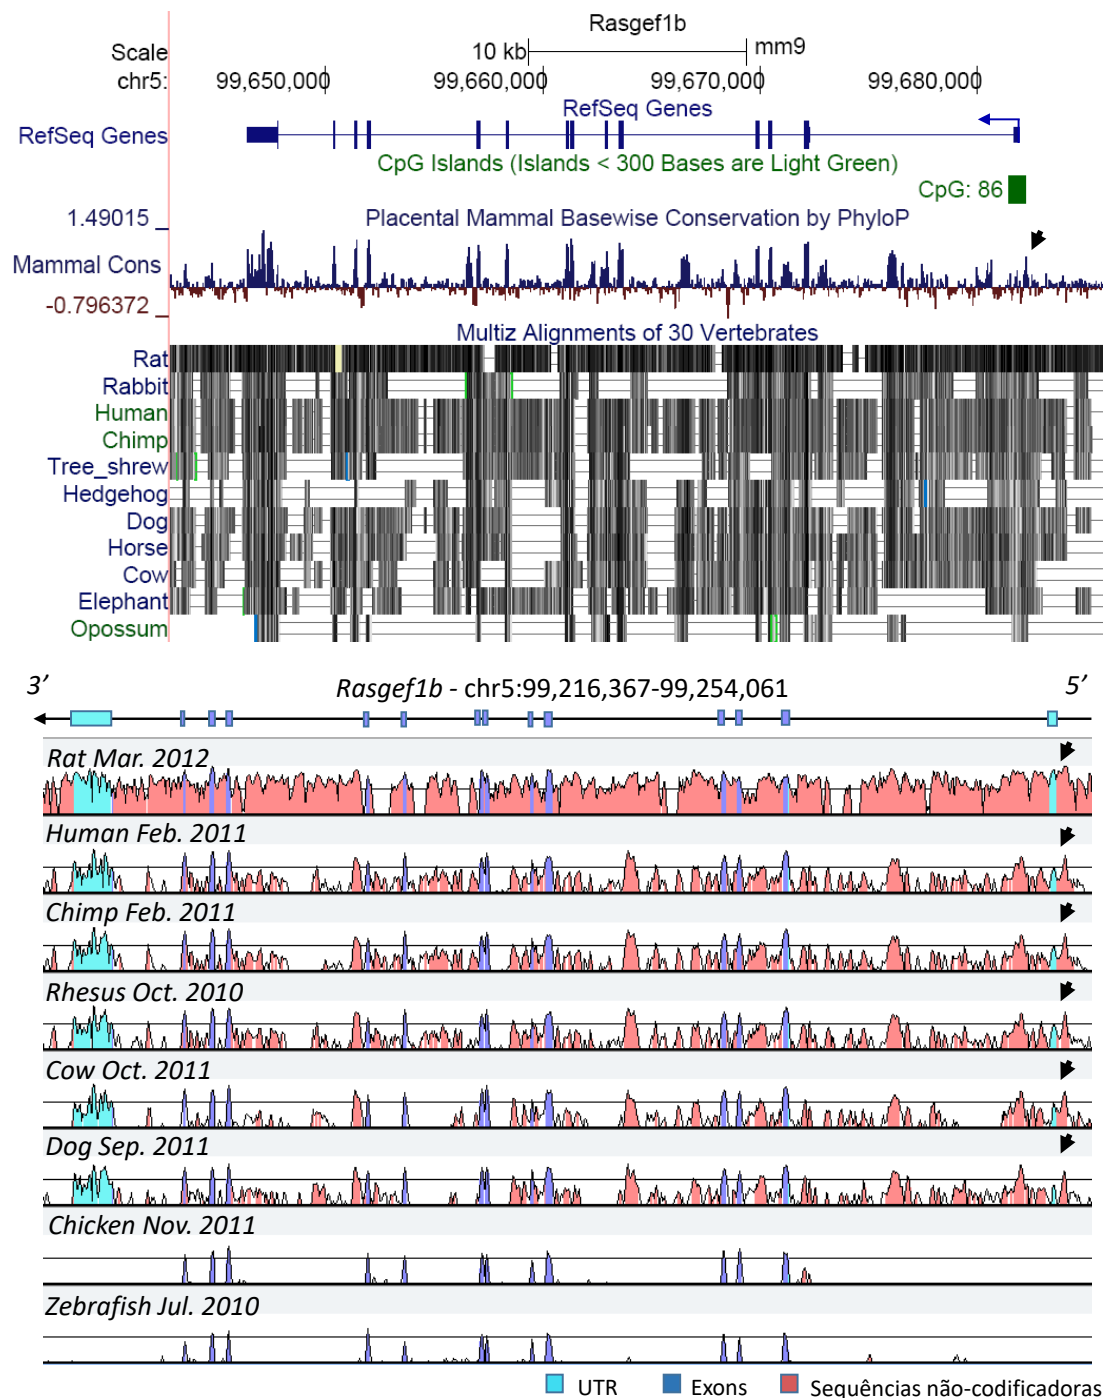 Rasgef1b
Scale 10 kb mm9
chr5: 99,650,000 99,660,000 99,670,000 99,680,000
RefSeq Genes
RefSeq Genes
CpG Islands (Islands < 300 Bases are Light Green)
CpG: 86
1.49015 _ Placental Mammal Basewise Conservation by PhyloP
Mammal Cons
-0.796372 _
Multiz Alignments of 30 Vertebrates
Rat
Rabbit
Human
Chimp
Tree_shrew
Hedgehog
Dog
Horse
Cow
Elephant
Opossum
3’ Rasgef1b - chr5:99,216,367-99,254,061 5’
Rat Mar. 2012
Human Feb. 2011
Chimp Feb. 2011
Rhesus Oct. 2010
Cow Oct. 2011
Dog Sep. 2011
Chicken Nov. 2011
Zebrafish Jul. 2010
UTR Exons Sequências não-codificadoras